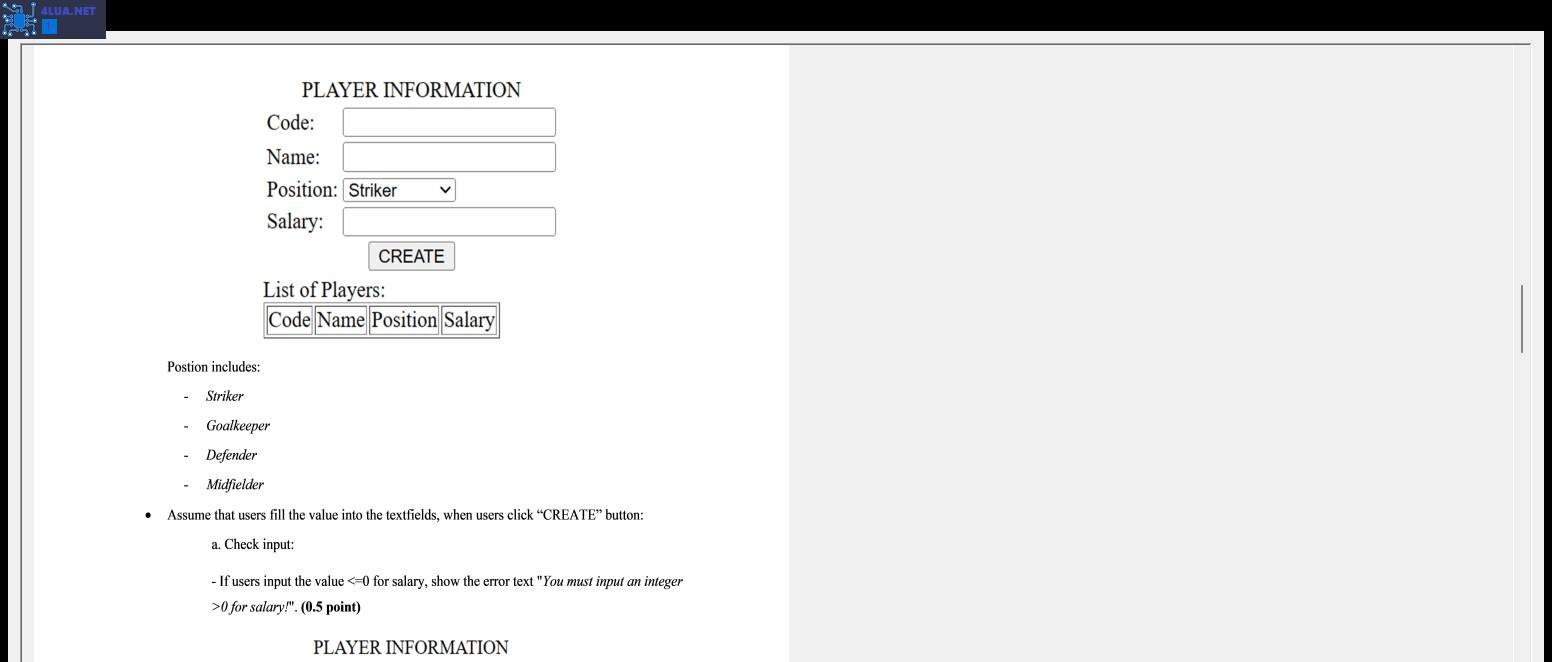 4LUA.NET
PLAYER INFORMATION
Code:
Name:
Position: Striker
Salary:
CREATE
List of Players:
Code Name Position Salary
Postion includes:
- Striker
- Goalkeeper
- Defender
- Midfielder
• Assume that users fill the value into the textfields, when users click “CREATE” button:
a. Check input:
- If users input the value <=0 for salary, show the error text "You must input an integer
>0 for salary!". (0.5 point)
PLAYER INFORMATION